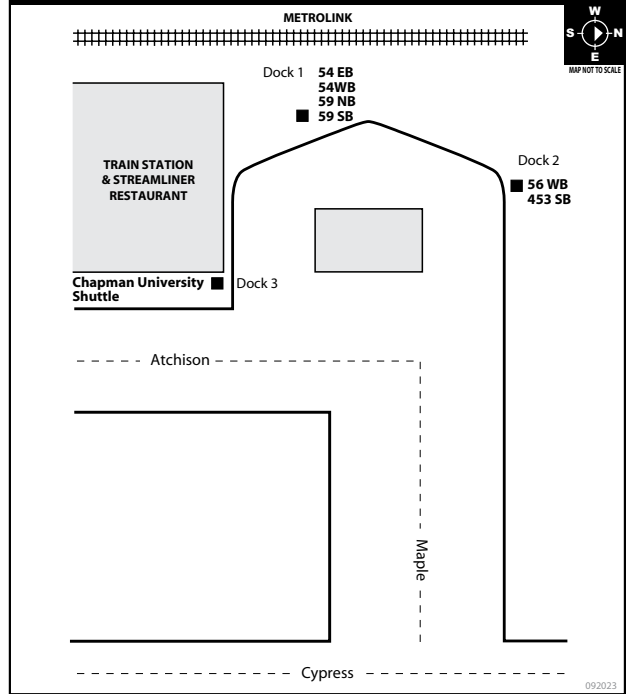 METROLINK
W
S N
E
MAP NOT TO SCALE
Dock 1 54 EB
54WB
59 NB
59 SB
TRAIN STATION
& STREAMLINER
RESTAURANT
Dock 2
56 WB
453 SB
Chapman University
Shuttle
Dock 3
Atchison
Maple
Cypress
092023